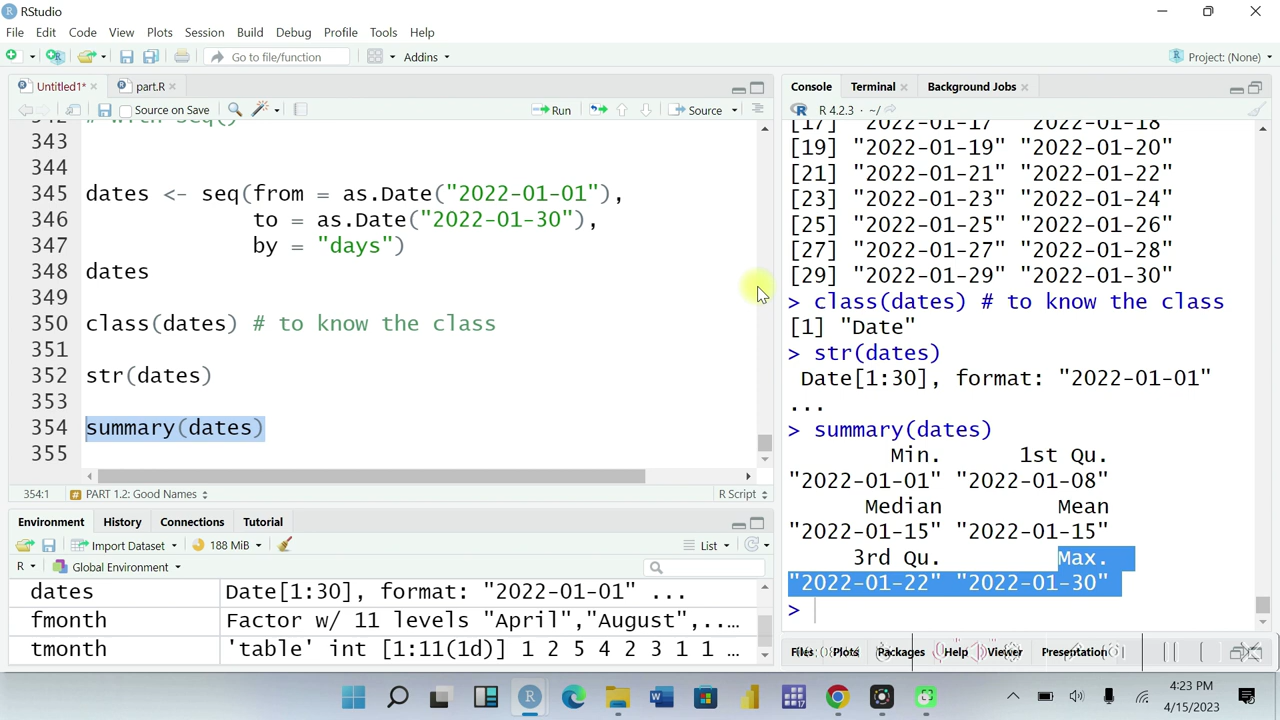 RStudio
File Edit Code View Plots Session Build Debug Profile Tools Help
Go to file/function Addins Project: (None)
Untitled1* part.R
Source on Save Run Source
343
344
345 dates <- seq(from = as.Date("2022-01-01"),
346 to = as.Date("2022-01-30"),
347 by = "days")
348 dates
349
350 class(dates) # to know the class
351
352 str(dates)
353
354 summary(dates)
355
354:1 # PART 1.2: Good Names R Script
Environment History Connections Tutorial
Import Dataset 188 MiB List
R Global Environment
dates Date[1:30], format: "2022-01-01" ...
fmonth Factor w/ 11 levels "April","August",..…
tmonth 'table' int [1:11(1d)] 1 2 5 4 2 3 1 1 …
Console Terminal Background Jobs
R 4.2.3 · ~/
[17] "2022-01-17" "2022-01-18"
[19] "2022-01-19" "2022-01-20"
[21] "2022-01-21" "2022-01-22"
[23] "2022-01-23" "2022-01-24"
[25] "2022-01-25" "2022-01-26"
[27] "2022-01-27" "2022-01-28"
[29] "2022-01-29" "2022-01-30"
> class(dates) # to know the class
[1] "Date"
> str(dates)
Date[1:30], format: "2022-01-01"
...
> summary(dates)
Min. 1st Qu.
"2022-01-01" "2022-01-08"
Median Mean
"2022-01-15" "2022-01-15"
3rd Qu. Max.
"2022-01-22" "2022-01-30"
>
Files Plots Packages Help Viewer Presentation
4:23 PM
4/15/2023